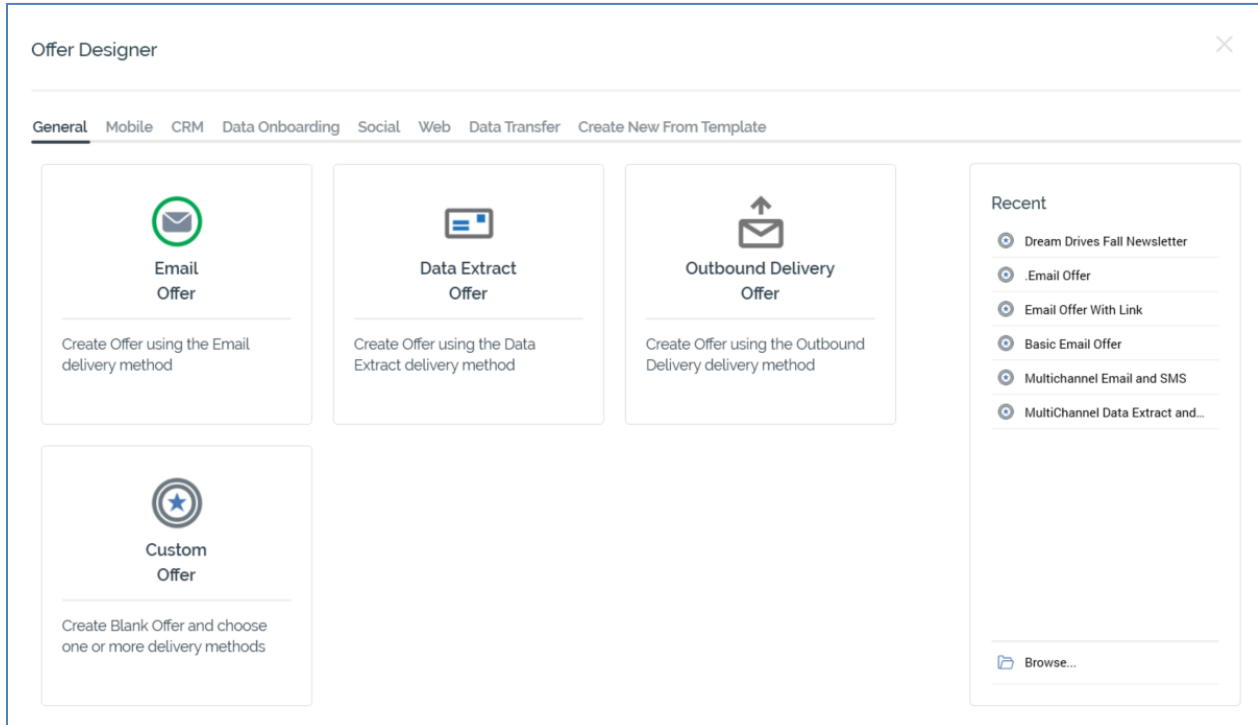 Offer Designer
General Mobile CRM Data Onboarding Social Web Data Transfer Create New From Template
Email
Offer
Create Offer using the Email
delivery method
Data Extract
Offer
Create Offer using the Data
Extract delivery method
Outbound Delivery
Offer
Create Offer using the Outbound
Delivery delivery method
Custom
Offer
Create Blank Offer and choose
one or more delivery methods
Recent
Dream Drives Fall Newsletter
.Email Offer
Email Offer With Link
Basic Email Offer
Multichannel Email and SMS
MultiChannel Data Extract and...
Browse...